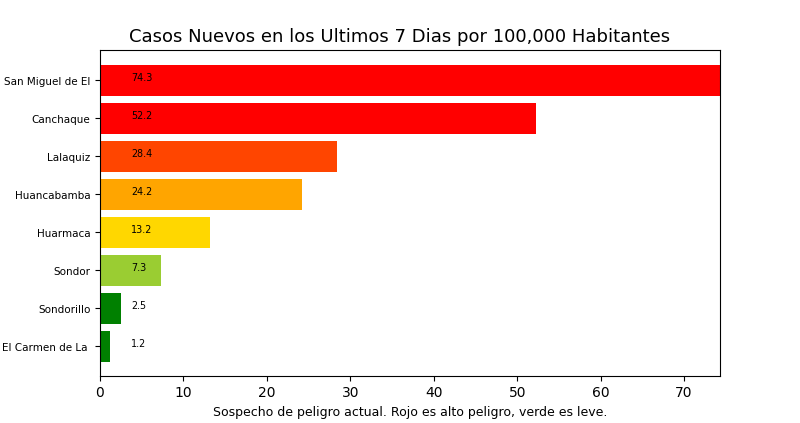 Casos Nuevos en los Ultimos 7 Dias por 100,000 Habitantes
San Miguel de El 74.3
Canchaque 52.2
Lalaquiz 28.4
Huancabamba 24.2
Huarmaca 13.2
Sondor 7.3
Sondorillo 2.5
El Carmen de La 1.2
0 10 20 30 40 50 60 70
Sospecho de peligro actual. Rojo es alto peligro, verde es leve.